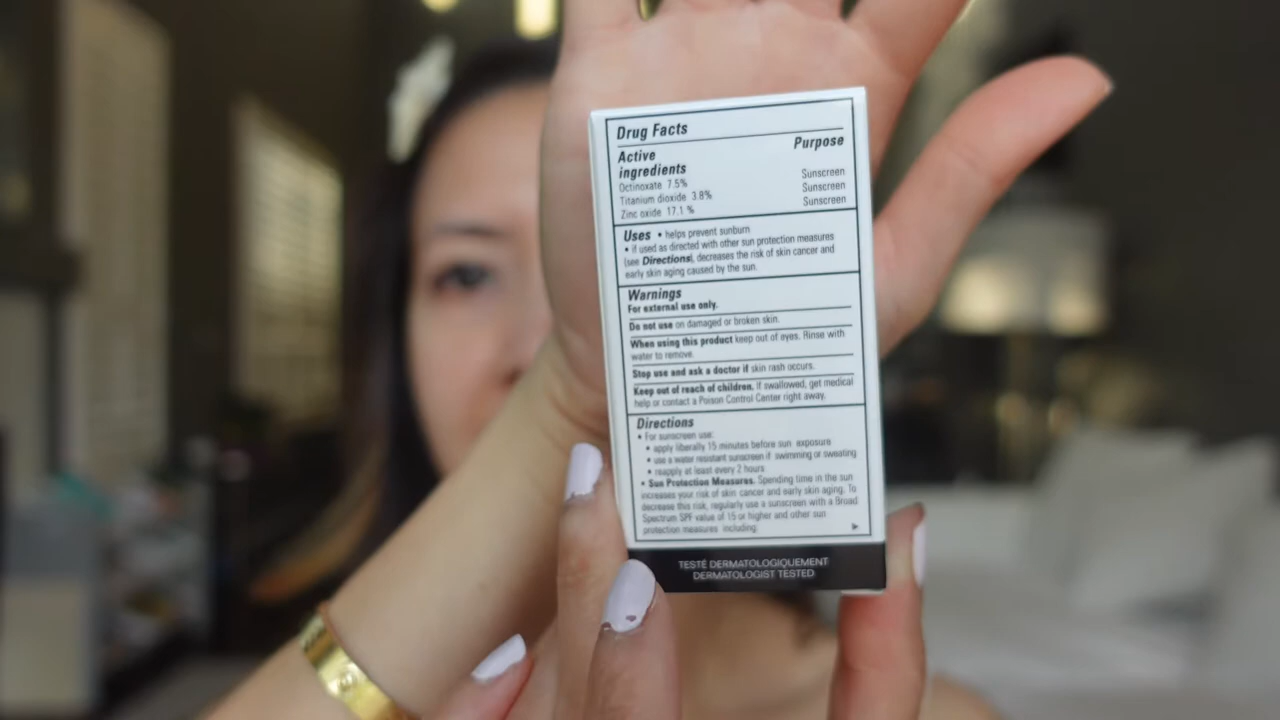 Drug Facts
Active Purpose
ingredients
Octinoxate 7.5% Sunscreen
Titanium dioxide 3.8% Sunscreen
Zinc oxide 17.1 % Sunscreen
Uses • helps prevent sunburn
• if used as directed with other sun protection measures
(see Directions), decreases the risk of skin cancer and
early skin aging caused by the sun.
Warnings
For external use only.
Do not use on damaged or broken skin.
When using this product keep out of eyes. Rinse with
water to remove.
Stop use and ask a doctor if skin rash occurs.
Keep out of reach of children. If swallowed, get medical
help or contact a Poison Control Center right away.
Directions
• For sunscreen use:
• apply liberally 15 minutes before sun exposure
• use a water resistant sunscreen if swimming or sweating
• reapply at least every 2 hours
• Sun Protection Measures. Spending time in the sun
increases your risk of skin cancer and early skin aging. To
decrease this risk, regularly use a sunscreen with a Broad
Spectrum SPF value of 15 or higher and other sun
protection measures including
TESTÉ DERMATOLOGIQUEMENT
DERMATOLOGIST TESTED